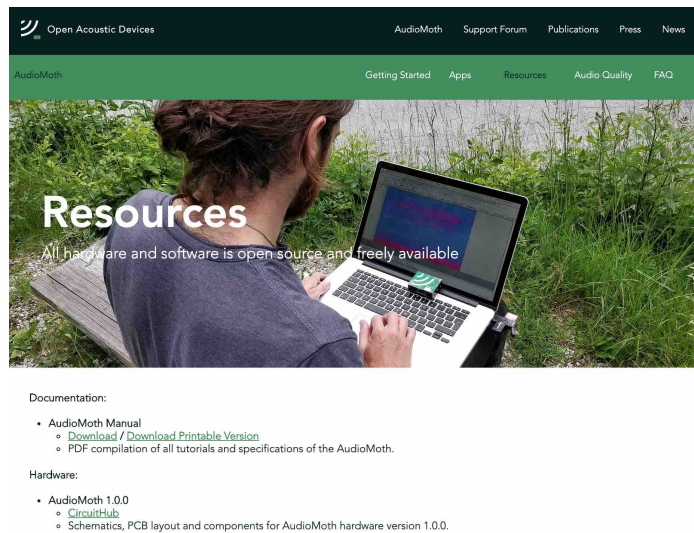 Open Acoustic Devices
AudioMoth Support Forum Publications Press News
AudioMoth
Getting Started Apps Resources Audio Quality FAQ
Resources
All hardware and software is open source and freely available
Documentation:
• AudioMoth Manual
◦ Download / Download Printable Version
◦ PDF compilation of all tutorials and specifications of the AudioMoth.
Hardware:
• AudioMoth 1.0.0
◦ CircuitHub
◦ Schematics, PCB layout and components for AudioMoth hardware version 1.0.0.